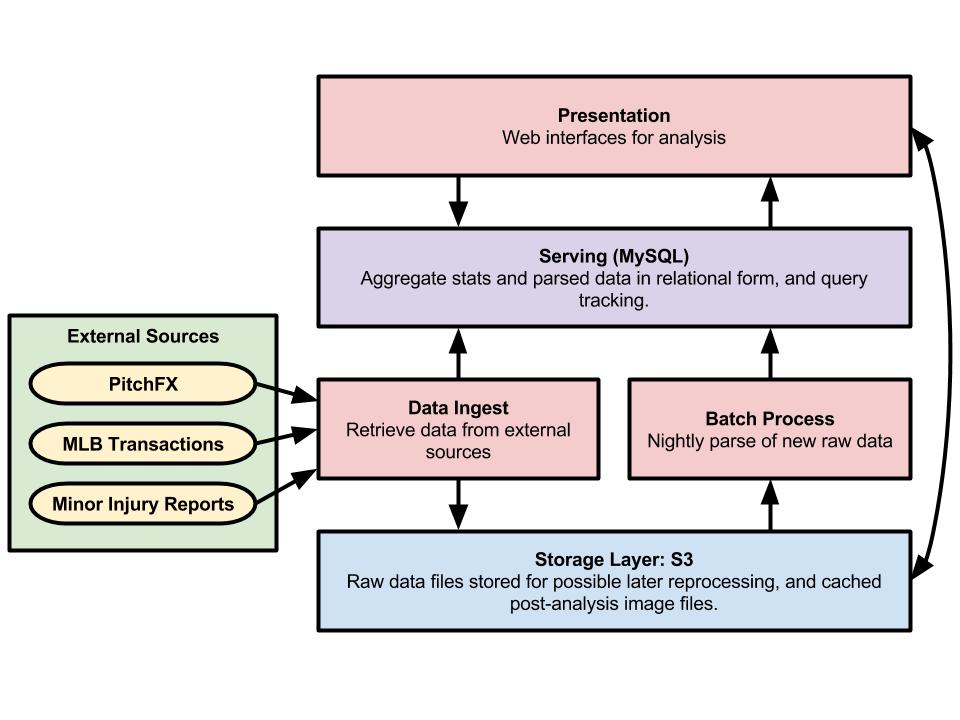 Presentation
Web interfaces for analysis
Serving (MySQL)
Aggregate stats and parsed data in relational form, and query
tracking.
External Sources
PitchFX
MLB Transactions
Minor Injury Reports
Data Ingest
Retrieve data from external
sources
Batch Process
Nightly parse of new raw data
Storage Layer: S3
Raw data files stored for possible later reprocessing, and cached
post-analysis image files.